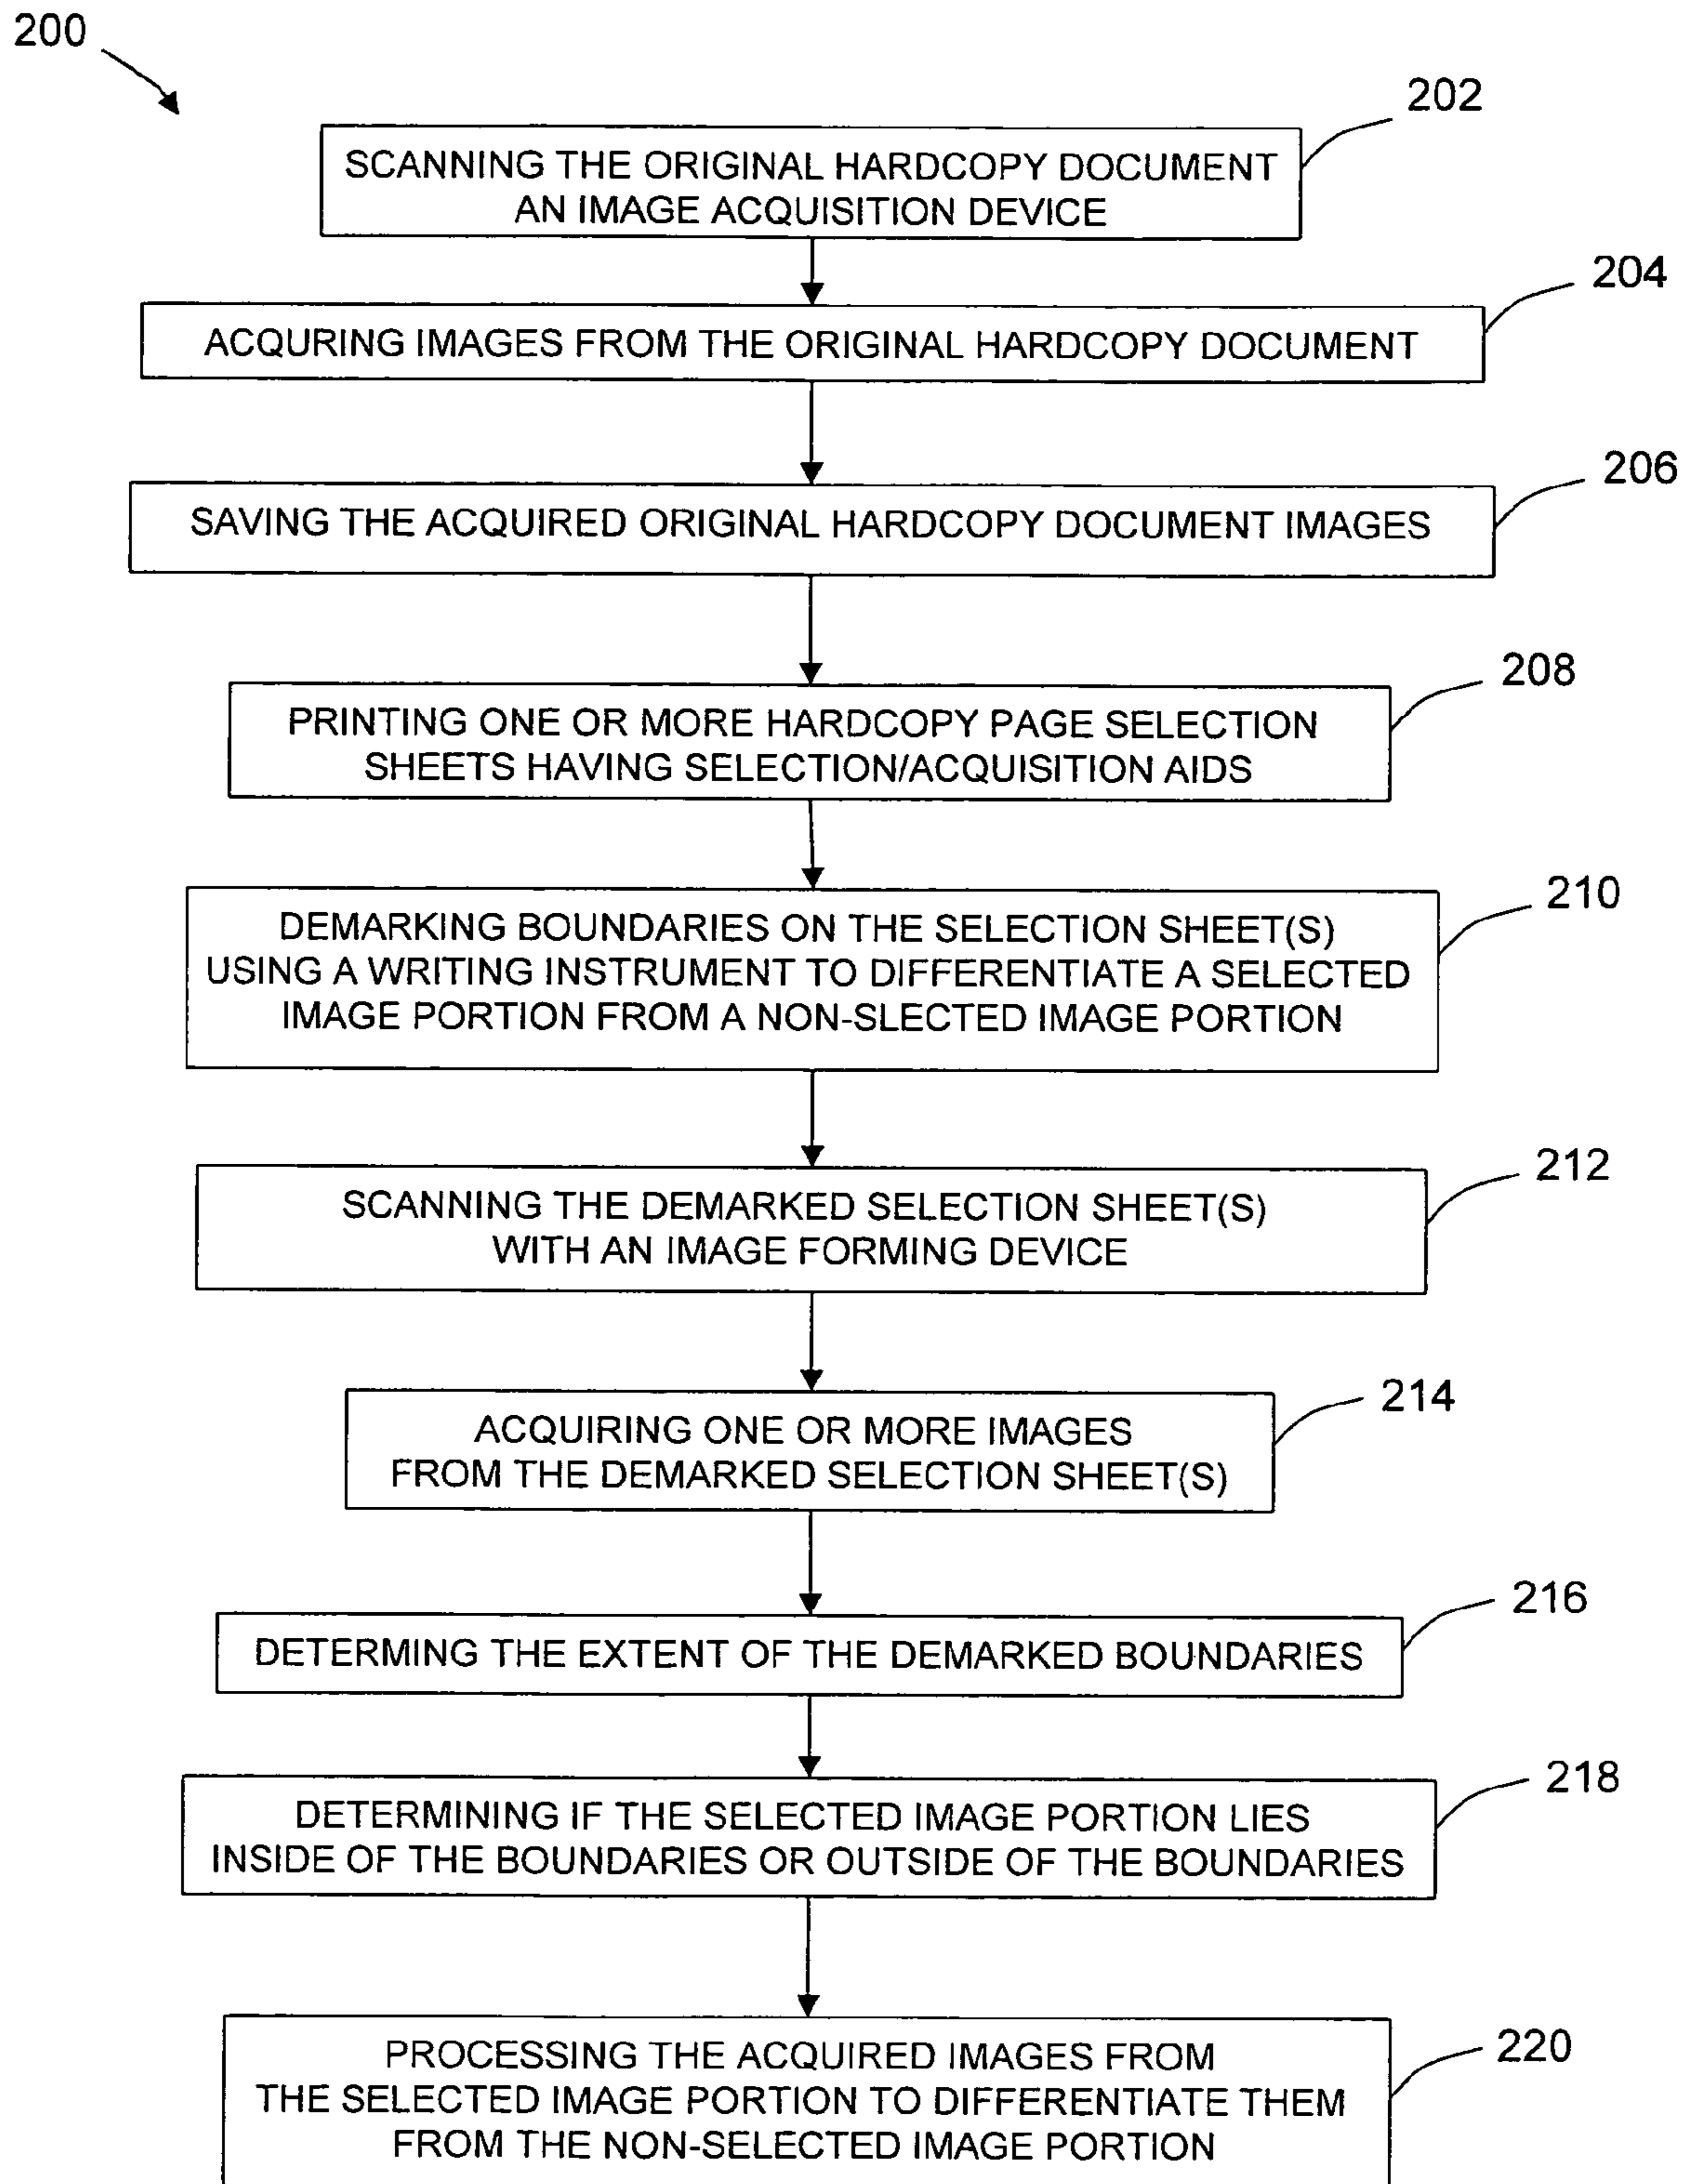 200
202
SCANNING THE ORIGINAL HARDCOPY DOCUMENT
AN IMAGE ACQUISITION DEVICE
204
ACQURING IMAGES FROM THE ORIGINAL HARDCOPY DOCUMENT
206
SAVING THE ACQUIRED ORIGINAL HARDCOPY DOCUMENT IMAGES
208
PRINTING ONE OR MORE HARDCOPY PAGE SELECTION
SHEETS HAVING SELECTION/ACQUISITION AIDS
210
DEMARKING BOUNDARIES ON THE SELECTION SHEET(S)
USING A WRITING INSTRUMENT TO DIFFERENTIATE A SELECTED
IMAGE PORTION FROM A NON-SLECTED IMAGE PORTION
212
SCANNING THE DEMARKED SELECTION SHEET(S)
WITH AN IMAGE FORMING DEVICE
214
ACQUIRING ONE OR MORE IMAGES
FROM THE DEMARKED SELECTION SHEET(S)
216
DETERMING THE EXTENT OF THE DEMARKED BOUNDARIES
218
DETERMINING IF THE SELECTED IMAGE PORTION LIES
INSIDE OF THE BOUNDARIES OR OUTSIDE OF THE BOUNDARIES
220
PROCESSING THE ACQUIRED IMAGES FROM
THE SELECTED IMAGE PORTION TO DIFFERENTIATE THEM
FROM THE NON-SELECTED IMAGE PORTION